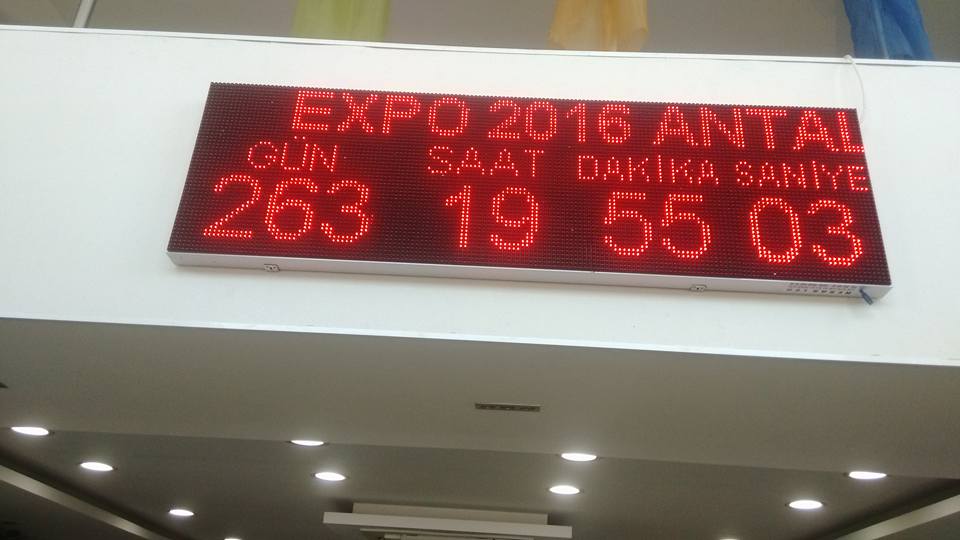 EXPO 2016 ANTAL
GÜN SAAT DAKİKA SANİYE
263 19 55 03